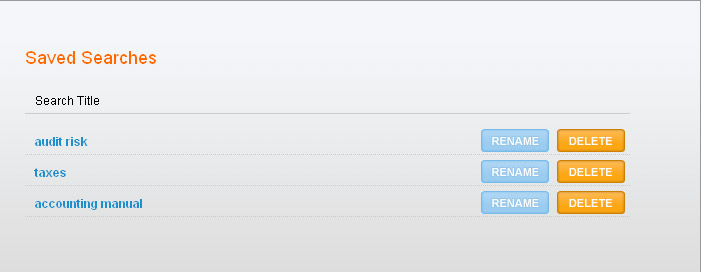 Saved Searches
Search Title
audit risk RENAME DELETE
taxes RENAME DELETE
accounting manual RENAME DELETE